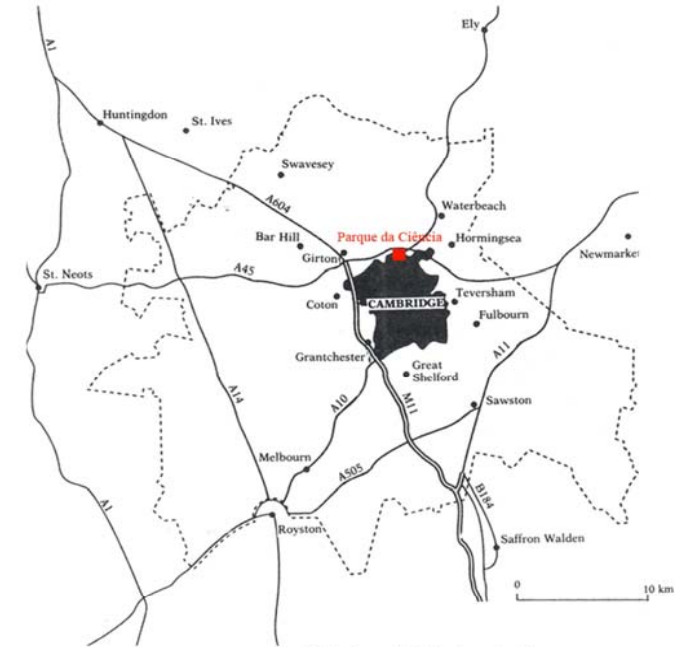 A1
Ely
Huntingdon
St. Ives
Swavesey
A604
Waterbeach
Bar Hill
Parque da Ciência
Hormingsea
Girton
Newmarket
A45
St. Neots
Coton
CAMBRIDGE
Teversham
Fulbourn
Grantchester
Great
Shelford
A11
A14
A10
M11
Sawston
Melbourn
A505
A1
B184
Royston
Saffron Walden
0
10 km